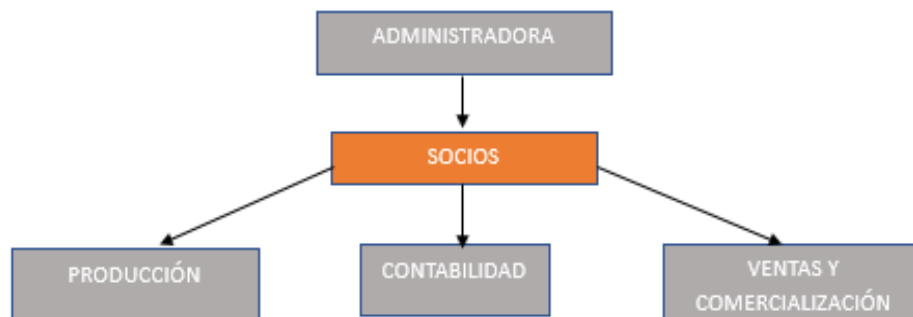 ADMINISTRADORA
SOCIOS
PRODUCCIÓN
CONTABILIDAD
VENTAS Y
COMERCIALIZACIÓN